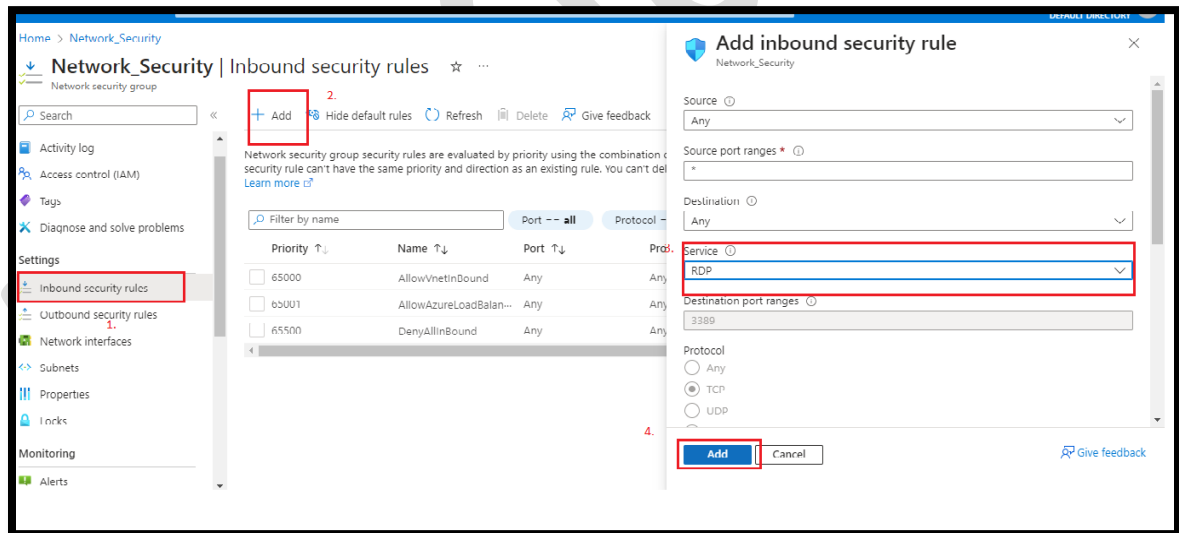 DEFAULT DIRECTORY
Home > Network_Security
Network_Security | Inbound security rules ☆ ···
Network security group
Search «
Activity log
Access control (IAM)
Tags
Diagnose and solve problems
Settings
Inbound security rules
Outbound security rules
1.
Network interfaces
Subnets
Properties
Locks
Monitoring
Alerts
2.
+ Add Hide default rules Refresh Delete Give feedback
Network security group security rules are evaluated by priority using the combination
security rule can't have the same priority and direction as an existing rule. You can't del
Learn more
Filter by name Port == all Protocol
Priority ↑↓ Name ↑↓ Port ↑↓
65000 AllowVnetInBound Any Any
65001 AllowAzureLoadBalan··· Any Any
65500 DenyAllInBound Any Any
Add inbound security rule ×
Network_Security
Source
Any
Source port ranges *
*
Destination
Any
3.
Service
RDP
Destination port ranges
3389
Protocol
Any
TCP
UDP
4.
Add Cancel Give feedback